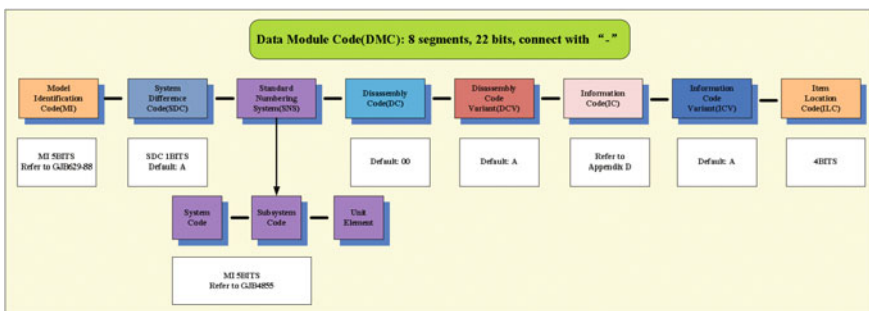 Data Module Code(DMC): 8 segments, 22 bits, connect with “-”
Model
Identification
Code(MI)
System
Difference
Code(SDC)
Standard
Numbering
System(SNS)
Disassembly
Code(DC)
Disassembly
Code
Variant(DCV)
Information
Code(IC)
Information
Code
Variant(ICV)
Item
Location
Code(ILC)
MI 5BITS
Refer to GJB629-88
SDC 1BITS
Default: A
Default: 00
Default: A
Refer to
Appendix D
Default: A
4BITS
System
Code
Subsystem
Code
Unit
Element
MI 5BITS
Refer to GJB4855